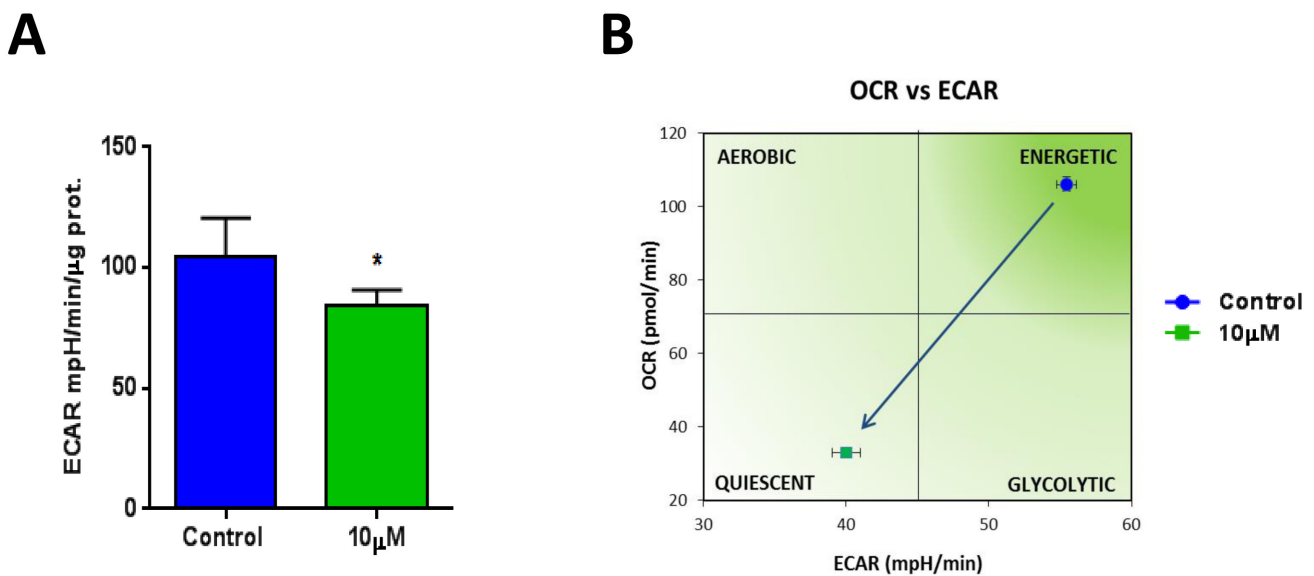 A
ECAR mpH/min/μg prot.
150
100
50
0
*
Control
10μM
B
OCR vs ECAR
OCR (pmol/min)
120
100
80
60
40
20
AEROBIC
ENERGETIC
QUIESCENT
GLYCOLYTIC
30
40
50
60
ECAR (mpH/min)
Control
10μM